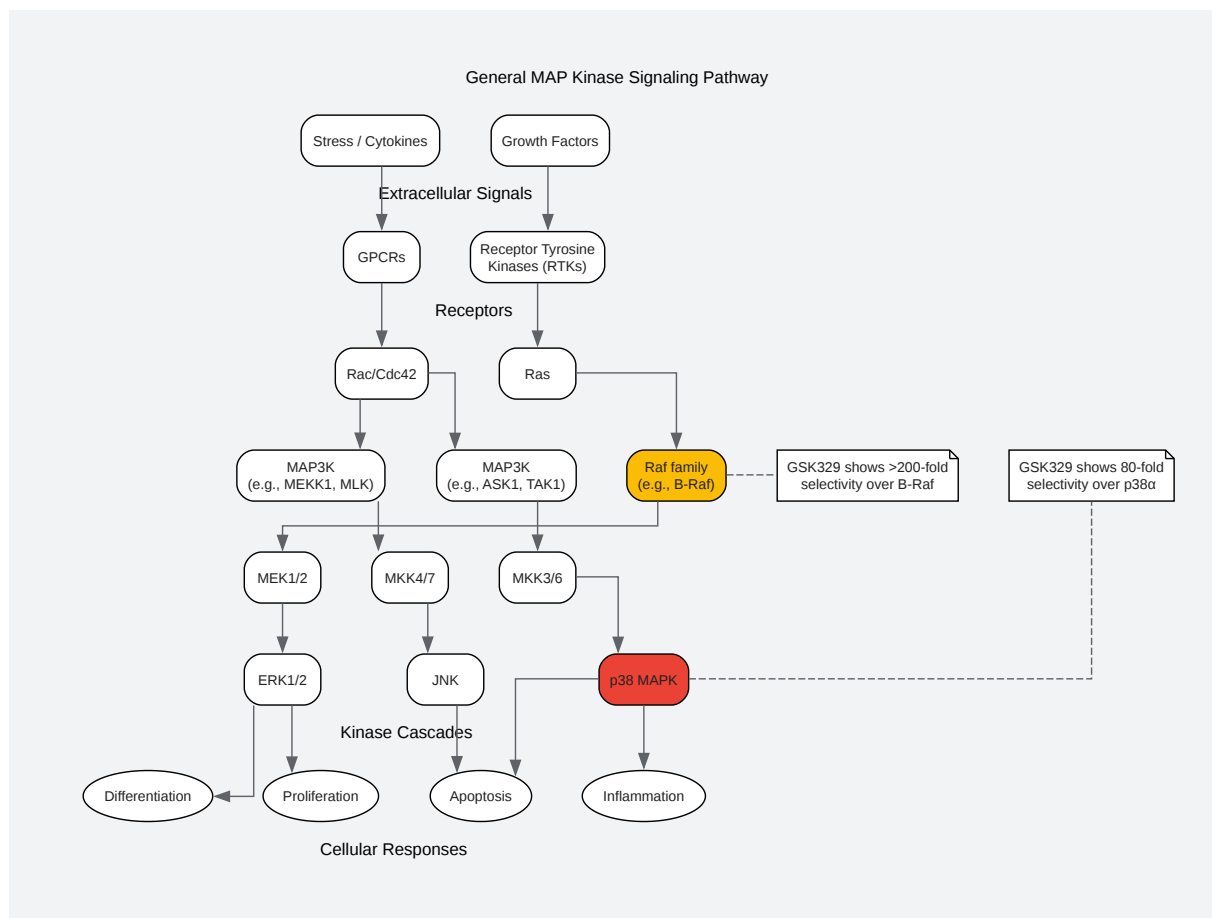 General MAP Kinase Signaling Pathway
Stress / Cytokines
Growth Factors
Extracellular Signals
GPCRs
Receptor Tyrosine
Kinases (RTKs)
Receptors
Rac/Cdc42
Ras
MAP3K
(e.g., MEKK1, MLK)
MAP3K
(e.g., ASK1, TAK1)
Raf family
(e.g., B-Raf)
GSK329 shows >200-fold
selectivity over B-Raf
GSK329 shows 80-fold
selectivity over p38α
MEK1/2
MKK4/7
MKK3/6
ERK1/2
JNK
p38 MAPK
Kinase Cascades
Differentiation
Proliferation
Apoptosis
Inflammation
Cellular Responses